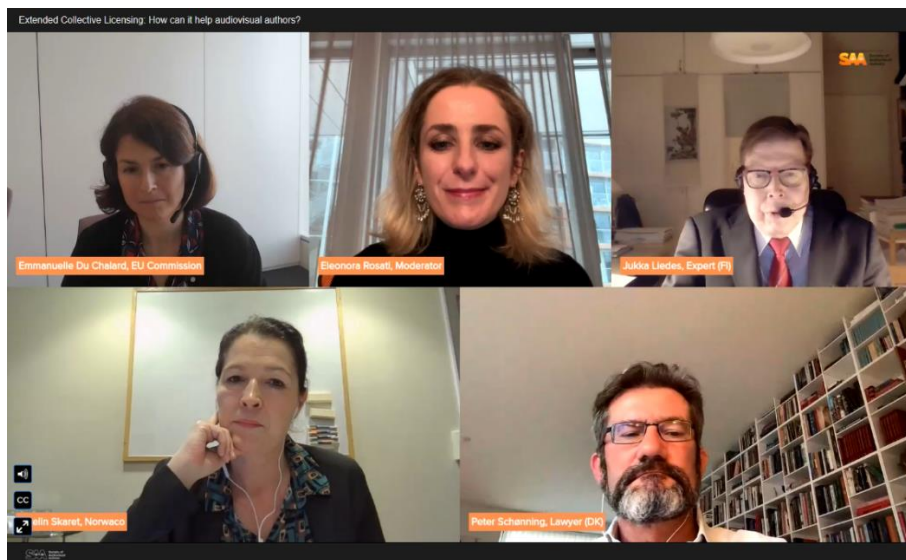 Extended Collective Licensing: How can it help audiovisual authors?
SAA
Emmanuelle Du Chalard, EU Commission
Eleonora Rosati, Moderator
Jukka Liedes, Expert (FI)
CC
elin Skaret, Norwaco
Peter Schønning, Lawyer (DK)
SAA